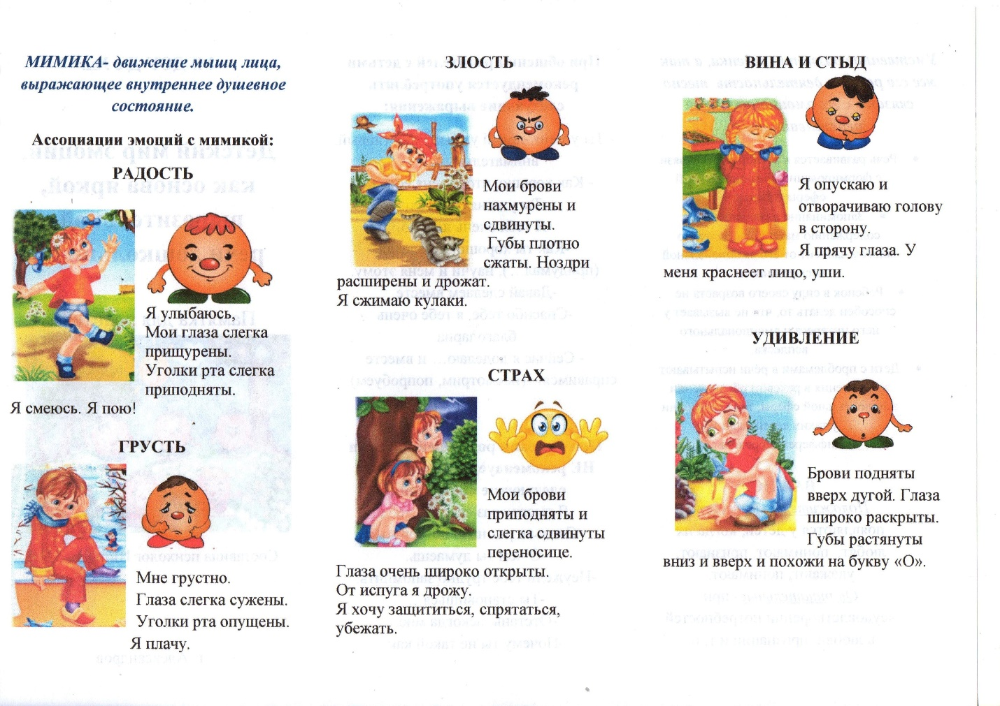 МИМИКА- движение мышц лица,
выражающее внутреннее душевное
состояние.
Ассоциации эмоций с мимикой:
РАДОСТЬ
Я улыбаюсь,
Мои глаза слегка
прищурены.
Уголки рта слегка
приподняты.
Я смеюсь. Я пою!
ГРУСТЬ
Мне грустно.
Глаза слегка сужены.
Уголки рта опущены.
Я плачу.
ЗЛОСТЬ
Мои брови
нахмурены и
сдвинуты.
Губы плотно
сжаты. Ноздри
расширены и дрожат.
Я сжимаю кулаки.
СТРАХ
Мои брови
приподняты и
слегка сдвинуты
переносице.
Глаза очень широко открыты.
От испуга я дрожу.
Я хочу защититься, спрятаться,
убежать.
ВИНА И СТЫД
Я опускаю и
отворачиваю голову
в сторону.
Я прячу глаза. У
меня краснеет лицо, уши.
УДИВЛЕНИЕ
Брови подняты
вверх дугой. Глаза
широко раскрыты.
Губы растянуты
вниз и вверх и похожи на букву «О».